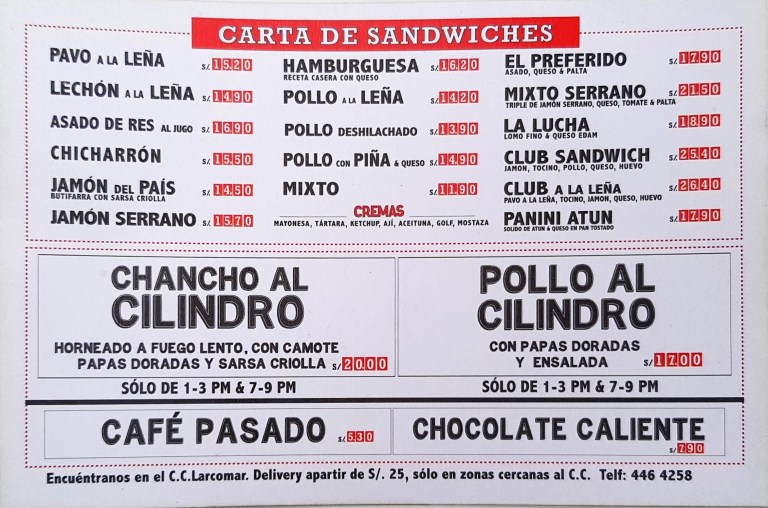 CARTA DE SANDWICHES
PAVO A LA LEÑA S/. 15.20
LECHÓN A LA LEÑA S/. 14.90
ASADO DE RES AL JUGO S/. 16.90
CHICHARRÓN S/. 15.50
JAMÓN DEL PAÍS S/. 14.50
BUTIFARRA CON SARSA CRIOLLA
JAMÓN SERRANO S/. 15.70
HAMBURGUESA S/. 16.20
RECETA CASERA CON QUESO
POLLO A LA LEÑA S/. 14.20
POLLO DESHILACHADO S/. 13.90
POLLO CON PIÑA & QUESO S/. 14.90
MIXTO S/. 11.90
CREMAS
MAYONESA, TÁRTARA, KETCHUP, AJÍ, ACEITUNA, GOLF, MOSTAZA
EL PREFERIDO S/. 17.90
ASADO, QUESO & PALTA
MIXTO SERRANO S/. 21.50
TRIPLE DE JAMÓN SERRANO, QUESO, TOMATE & PALTA
LA LUCHA S/. 18.90
LOMO FINO & QUESO EDAM
CLUB SANDWICH S/. 25.40
JAMON, TOCINO, POLLO, QUESO, HUEVO
CLUB A LA LEÑA S/. 26.40
PAVO A LA LEÑA, TOCINO, JAMON, QUESO, HUEVO
PANINI ATUN S/. 17.90
SOLIDO DE ATUN & QUESO EN PAN TOSTADO
CHANCHO AL
CILINDRO
HORNEADO A FUEGO LENTO, CON CAMOTE
PAPAS DORADAS Y SARSA CRIOLLA S/ 20.00
SÓLO DE 1-3 PM & 7-9 PM
POLLO AL
CILINDRO
CON PAPAS DORADAS
Y ENSALADA S/ 17.00
SÓLO DE 1-3 PM & 7-9 PM
CAFÉ PASADO S/. 5.30
CHOCOLATE CALIENTE
S/ 7.90
Encuéntranos en el C.C.Larcomar. Delivery apartir de S/. 25, sólo en zonas cercanas al C.C. Telf: 446 4258